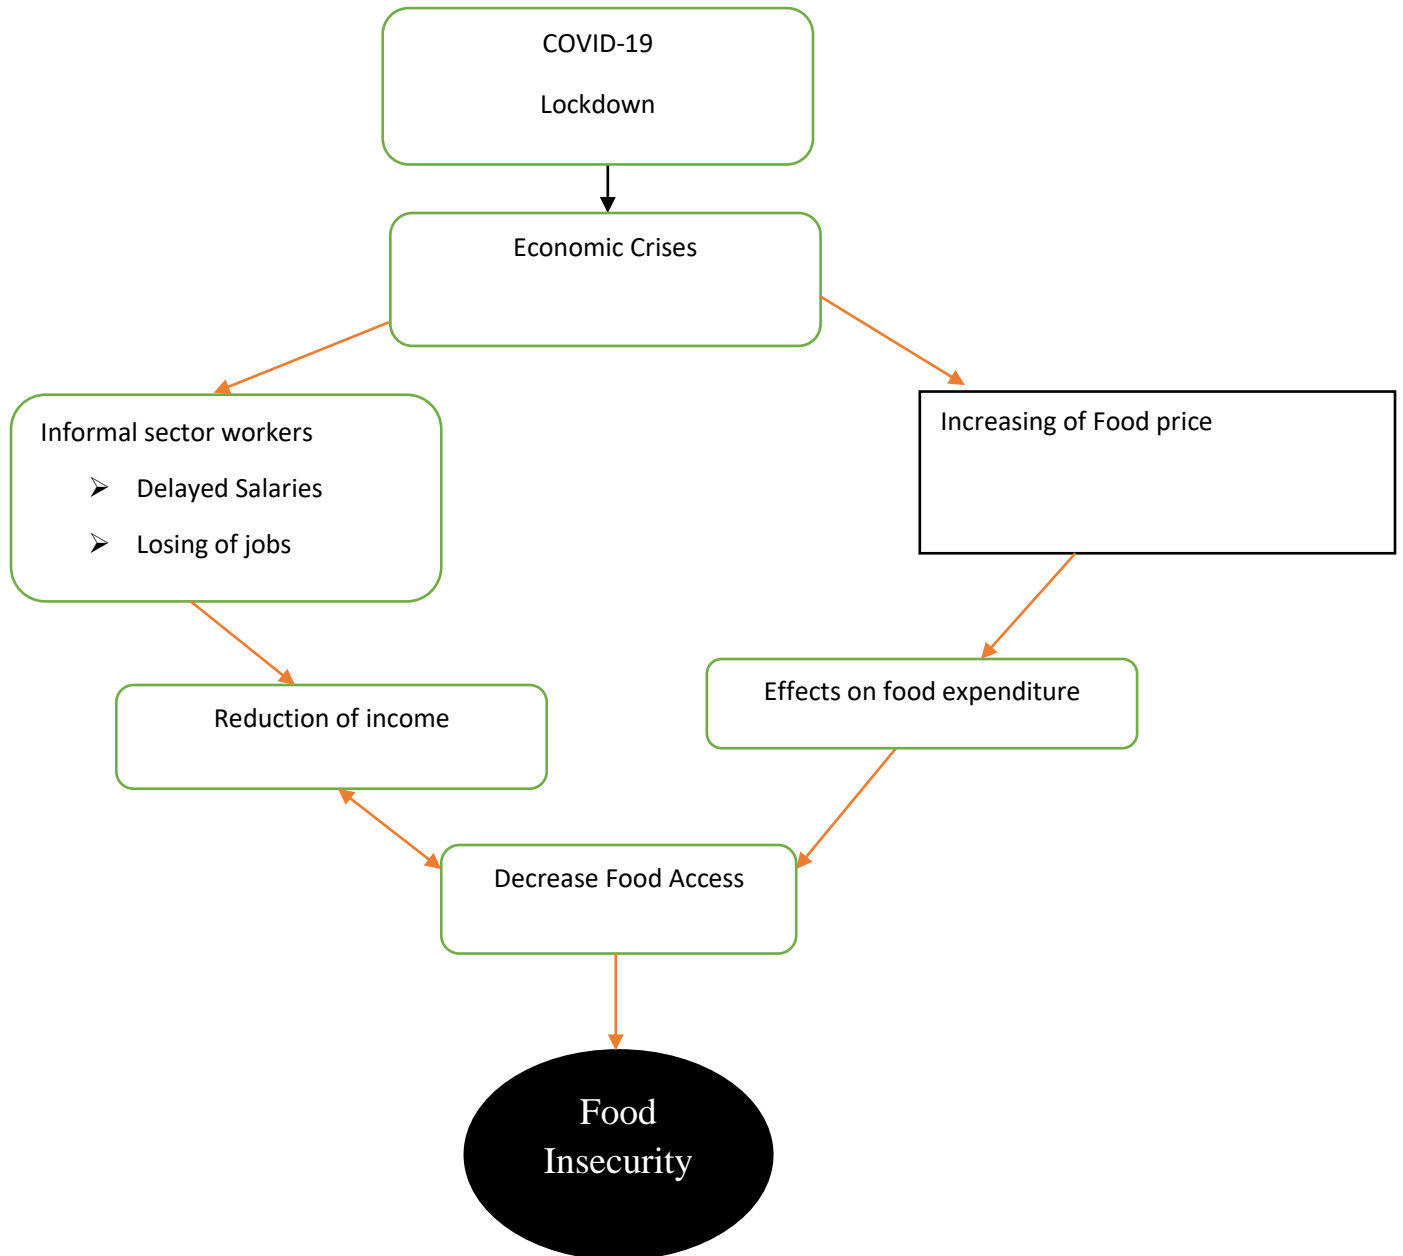 COVID-19
Lockdown
Economic Crises
Informal sector workers
➢ Delayed Salaries
➢ Losing of jobs
Increasing of Food price
Reduction of income
Effects on food expenditure
Decrease Food Access
Food
Insecurity